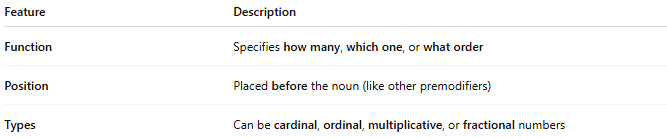 Feature Description
Function Specifies how many, which one, or what order
Position Placed before the noun (like other premodifiers)
Types Can be cardinal, ordinal, multiplicative, or fractional numbers